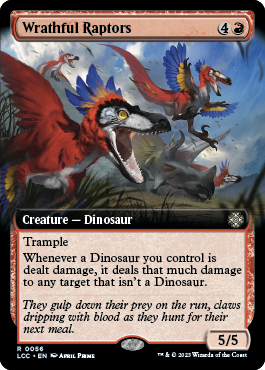 Wrathful Raptors 4
Creature — Dinosaur
Trample
Whenever a Dinosaur you control is
dealt damage, it deals that much damage
to any target that isn't a Dinosaur.
They gulp down their prey on the run, claws
dripping with blood as they hunt for their
next meal.
5/5
R 0056
LCC • EN APRIL PRIME
™ & © 2023 Wizards of the Coast